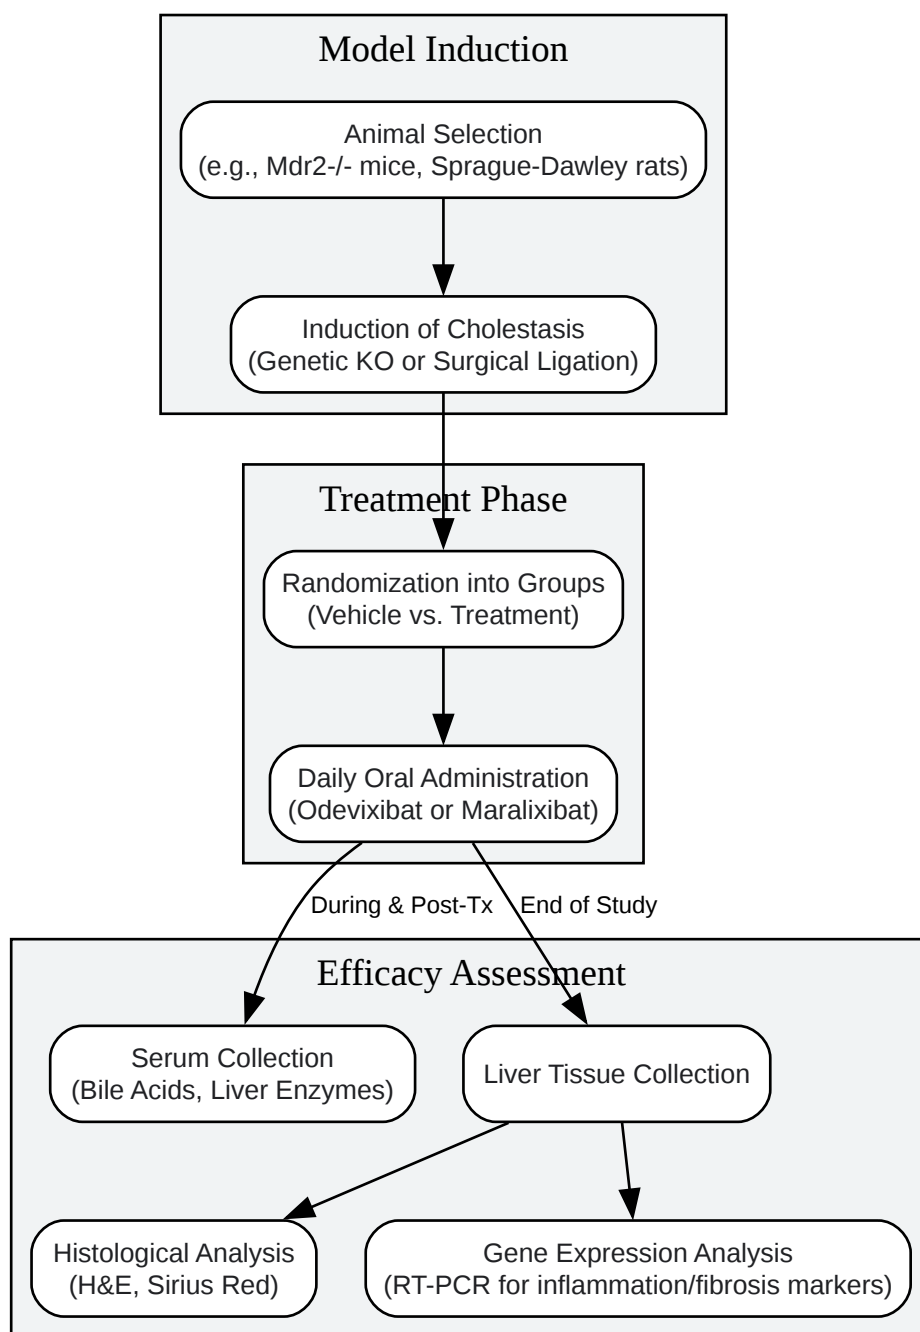 Model Induction
Animal Selection
(e.g., Mdr2-/- mice, Sprague-Dawley rats)
Induction of Cholestasis
(Genetic KO or Surgical Ligation)
Treatment Phase
Randomization into Groups
(Vehicle vs. Treatment)
Daily Oral Administration
(Odevixibat or Maralixibat)
During & Post-Tx
End of Study
Efficacy Assessment
Serum Collection
(Bile Acids, Liver Enzymes)
Liver Tissue Collection
Histological Analysis
(H&E, Sirius Red)
Gene Expression Analysis
(RT-PCR for inflammation/fibrosis markers)